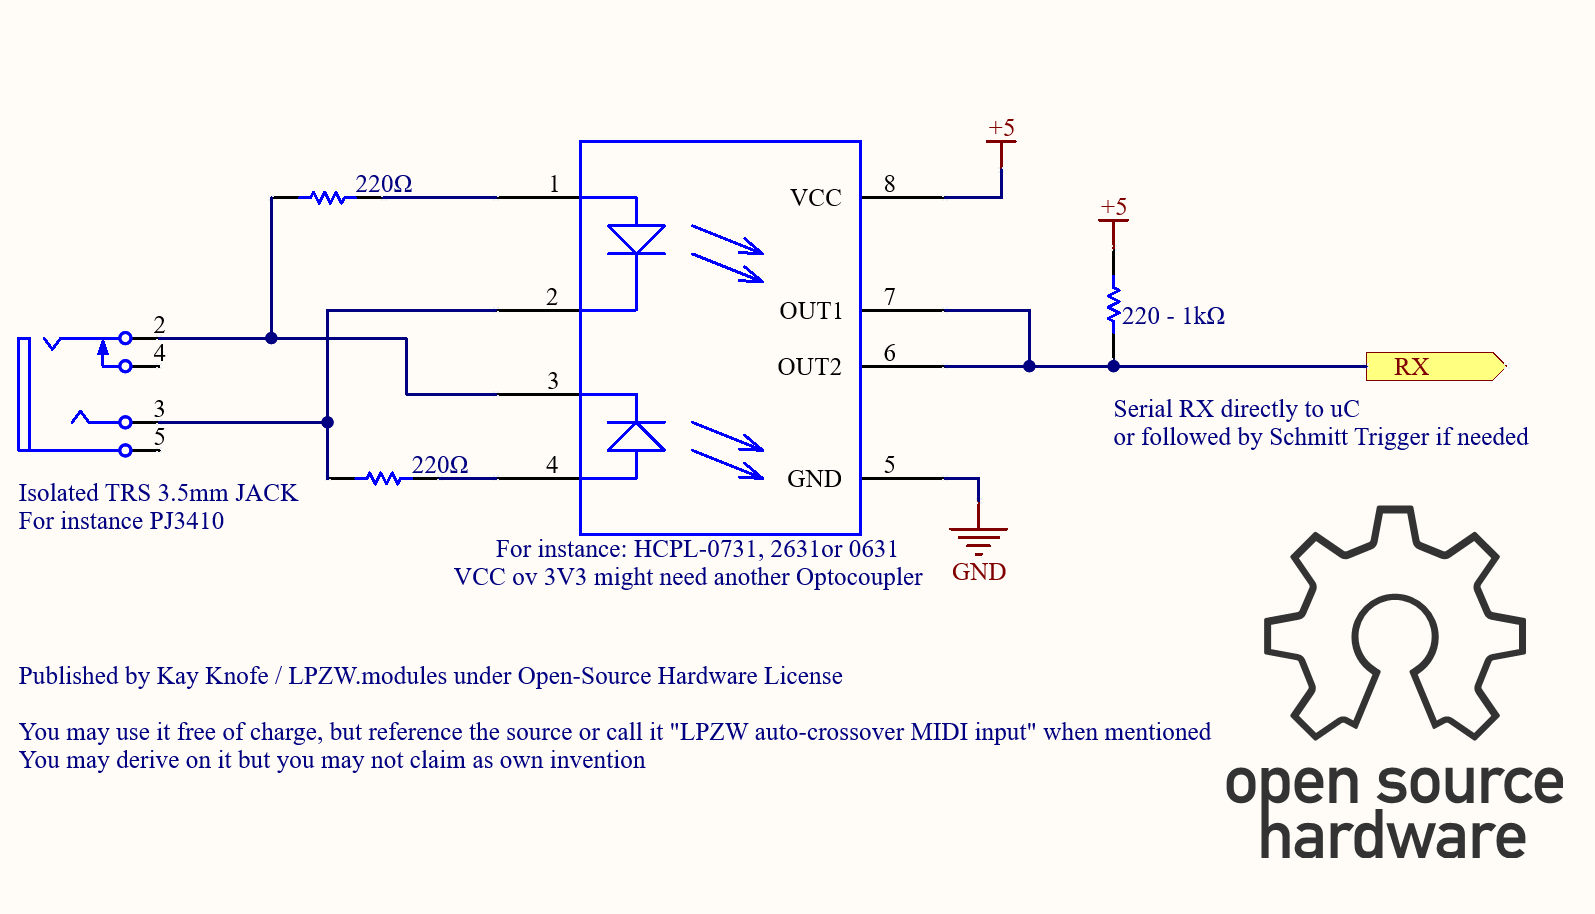 +5
220Ω
1
VCC
8
+5
2
OUT1
7
220 - 1kΩ
2
4
3
OUT2
6
RX
3
5
220Ω
4
GND
5
Serial RX directly to uC
or followed by Schmitt Trigger if needed
Isolated TRS 3.5mm JACK
For instance PJ3410
For instance: HCPL-0731, 2631or 0631
VCC ov 3V3 might need another Optocoupler
GND
Published by Kay Knofe / LPZW.modules under Open-Source Hardware License
You may use it free of charge, but reference the source or call it "LPZW auto-crossover MIDI input" when mentioned
You may derive on it but you may not claim as own invention
open source
hardware